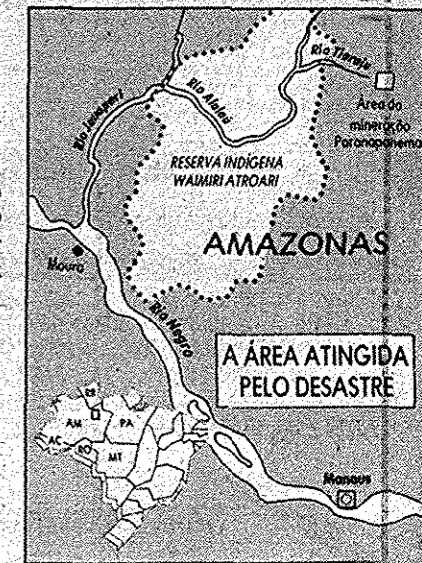 Rio Tiaraju
Rio Jauaperi
Rio Alalaú
Área da
mineração
Paranapanema
RESERVA INDÍGENA
WAIMIRI ATROARI
AMAZONAS
Moura
Rio Negro
A ÁREA ATINGIDA
PELO DESASTRE
RR
AM
PA
AC
RO
MT
Manaus